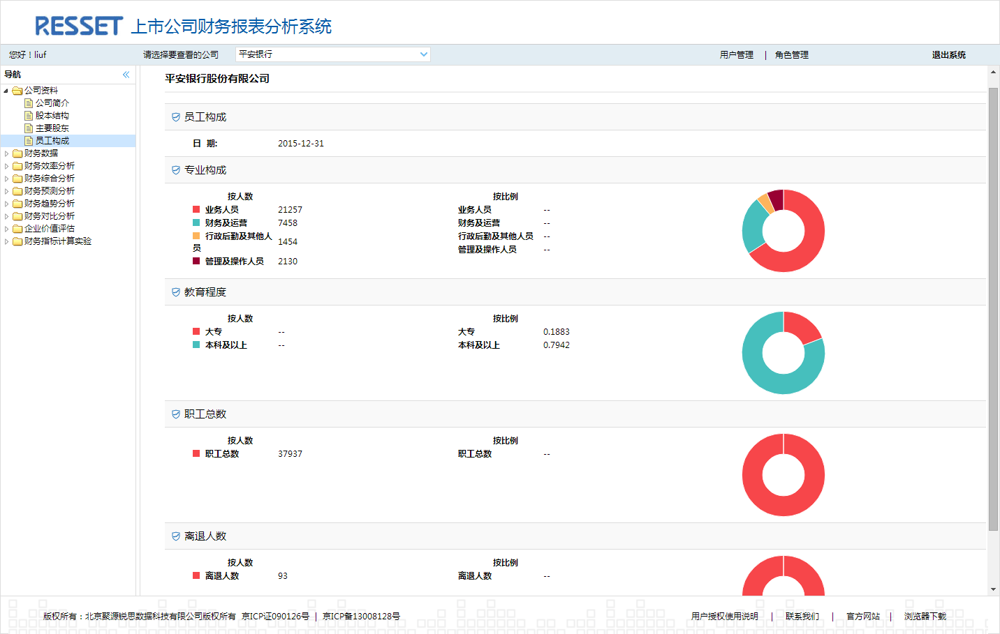 RESSET 上市公司财务报表分析系统
您好！liuf 请选择要查看的公司 平安银行 用户管理 | 角色管理 退出系统
导航
公司资料
公司简介
股本结构
主要股东
员工构成
财务数据
财务效率分析
财务综合分析
财务预测分析
财务趋势分析
财务对比分析
企业价值评估
财务指标计算实验
平安银行股份有限公司
员工构成
日 期: 2015-12-31
专业构成
按人数 按比例
业务人员 21257 业务人员 --
财务及运营 7458 财务及运营 --
行政后勤及其他人员 1454 行政后勤及其他人员 --
管理及操作人员 2130 管理及操作人员 --
教育程度
按人数 按比例
大专 -- 大专 0.1883
本科及以上 -- 本科及以上 0.7942
职工总数
按人数 按比例
职工总数 37937 职工总数 --
离退人数
按人数 按比例
离退人数 93 离退人数 --
版权所有：北京聚源锐思数据科技有限公司版权所有 京ICP证090126号 | 京ICP备13008128号 用户授权使用说明 | 联系我们 | 官方网站 | 浏览器下载